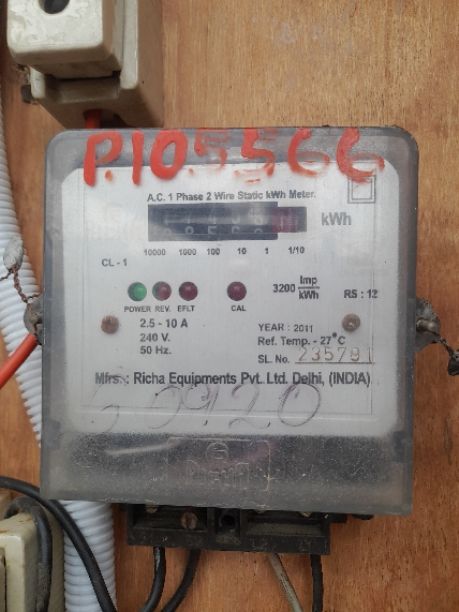 P.105566
A.C. 1 Phase 2 Wire Static kWh Meter.
kWh
CL - 1
10000 1000 100 10 1 1/10
3200 Imp/kWh
RS : 12
POWER REV. EFLT CAL
2.5 - 10 A
240 V.
50 Hz.
YEAR : 2011
Ref. Temp. - 27°C
SL. No. 235791
Mfrs. : Richa Equipments Pvt. Ltd. Delhi, (INDIA)